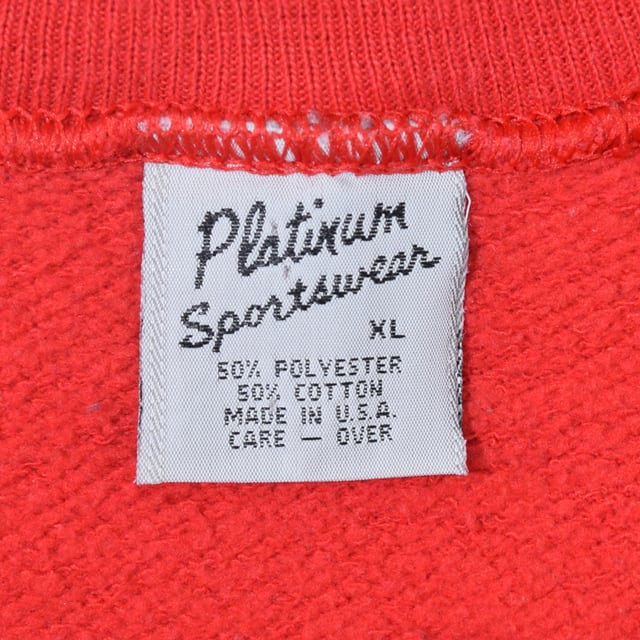 Platinum
Sportswear
XL
50% POLYESTER
50% COTTON
MADE IN U.S.A.
CARE — OVER